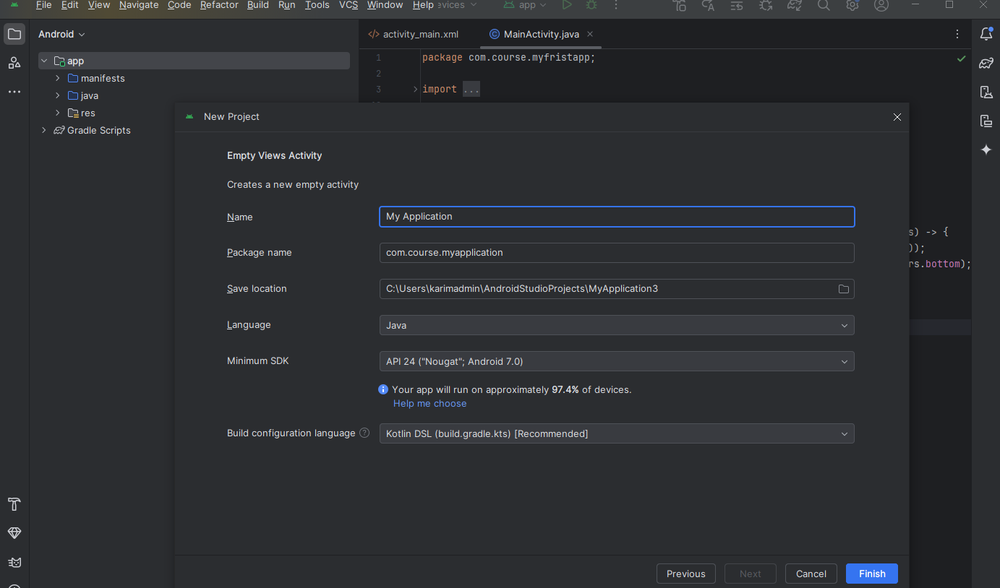 File Edit View Navigate Code Refactor Build Run Tools VCS Window Help evices app
Android
activity_main.xml MainActivity.java
app
manifests
java
res
Gradle Scripts
1 package com.course.myfristapp;
2
3 import ...
New Project
Empty Views Activity
Creates a new empty activity
Name My Application
Package name com.course.myapplication
Save location C:\Users\karimadmin\AndroidStudioProjects\MyApplication3
Language Java
Minimum SDK API 24 ("Nougat"; Android 7.0)
Your app will run on approximately 97.4% of devices.
Help me choose
Build configuration language ? Kotlin DSL (build.gradle.kts) [Recommended]
s) -> {
));
rs.bottom);
Previous Next Cancel Finish